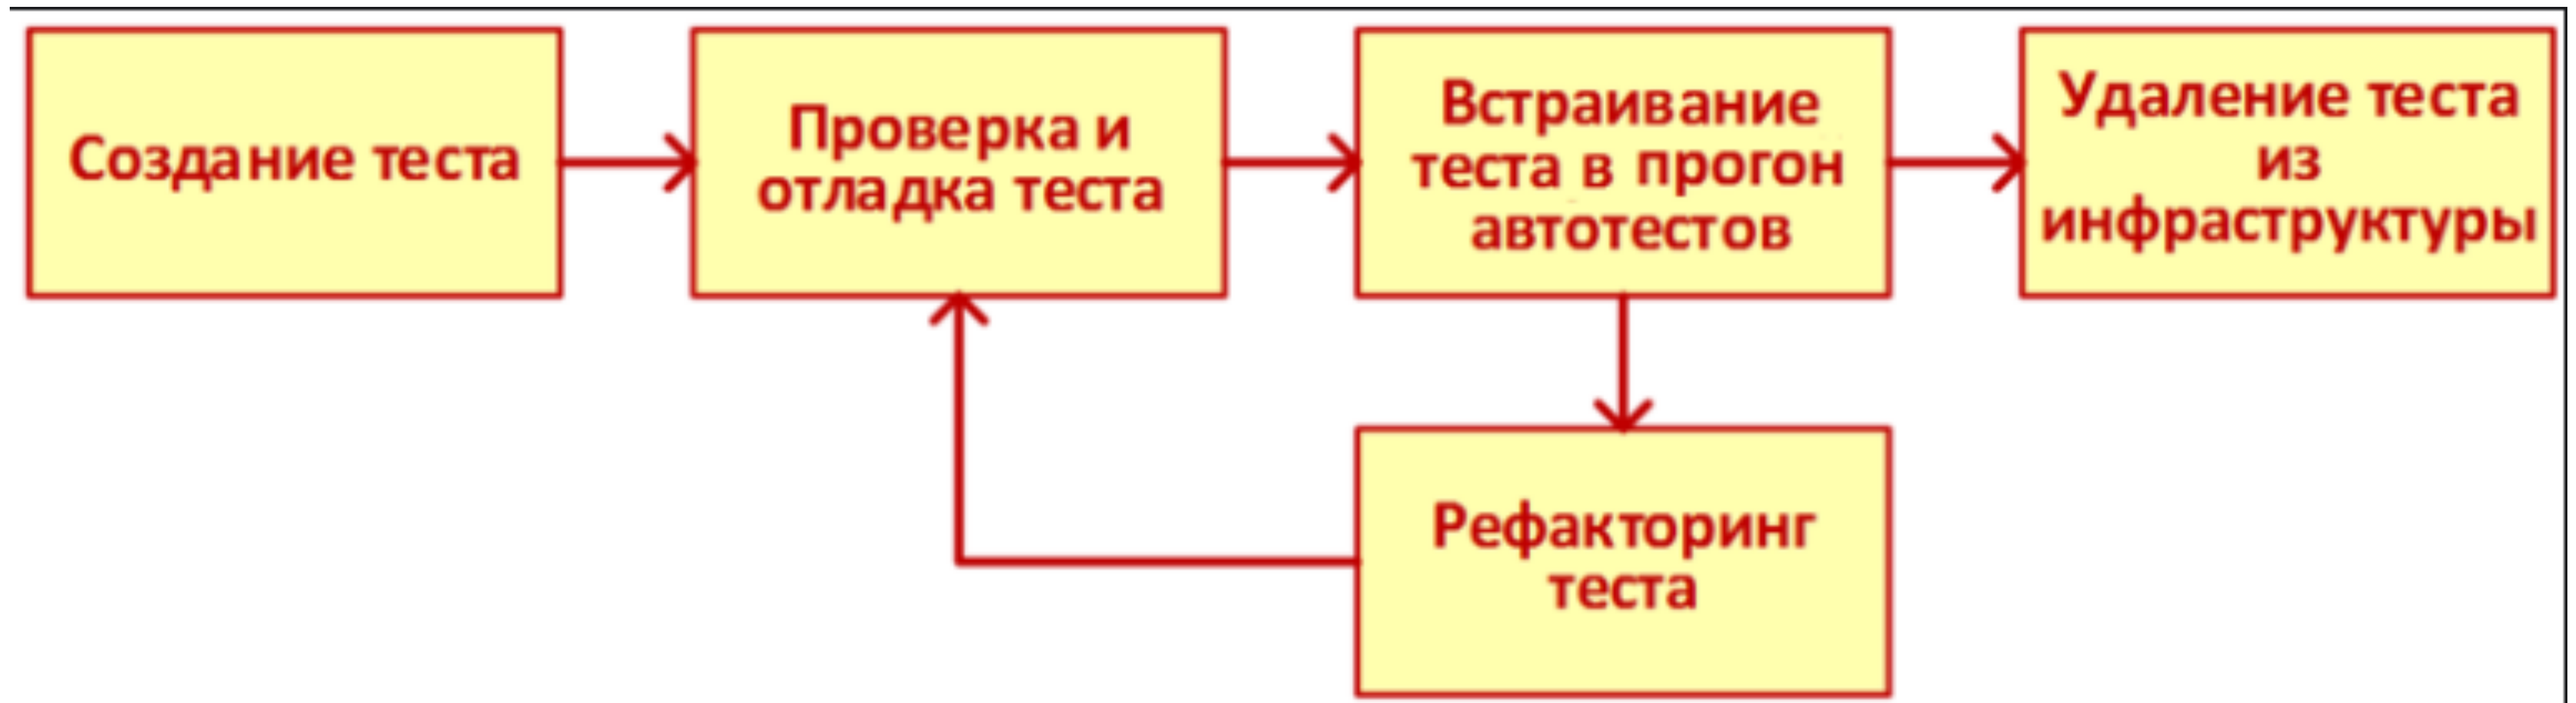 Создание теста
Проверка и
отладка теста
Встраивание
теста в прогон
автотестов
Удаление теста
из
инфраструктуры
Рефакторинг
теста